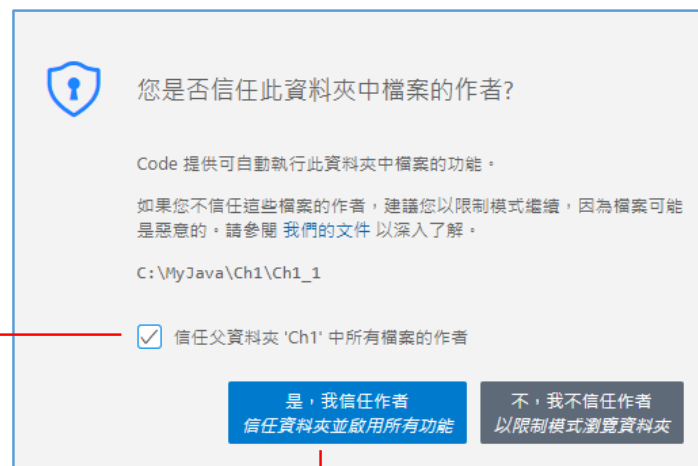 您是否信任此資料夾中檔案的作者?
Code 提供可自動執行此資料夾中檔案的功能。
如果您不信任這些檔案的作者，建議您以限制模式繼續，因為檔案可能
是惡意的。請參閱 我們的文件 以深入了解。
C:\MyJava\Ch1\Ch1_1
信任父資料夾 'Ch1' 中所有檔案的作者
是，我信任作者
信任資料夾並啟用所有功能
不，我不信任作者
以限制模式瀏覽資料夾